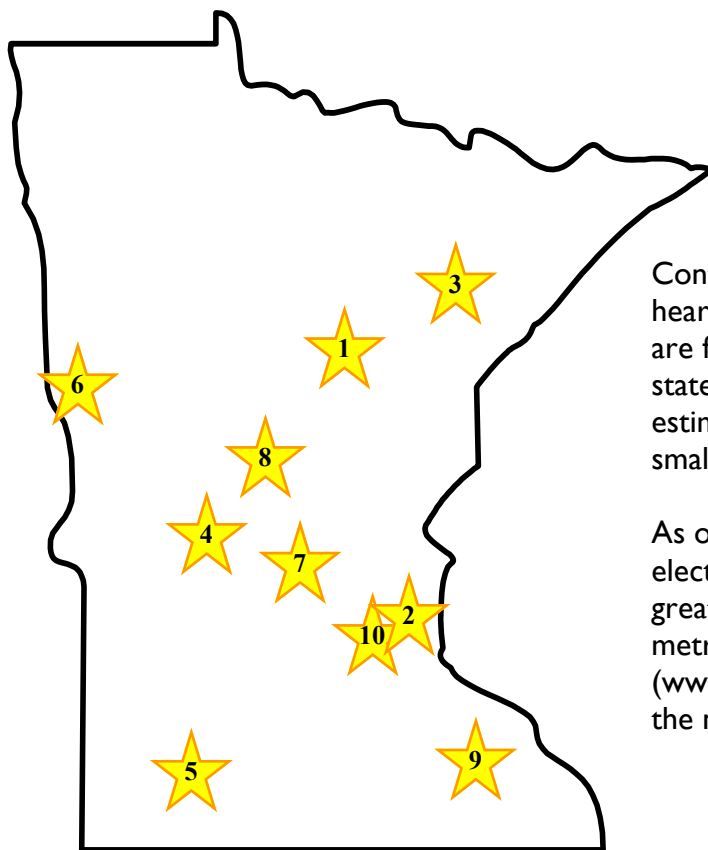 3
1
6
8
4
7
2
10
5
9
Con
hear
are f
state
esti
smal

As o
elect
grea
metr
(ww
the